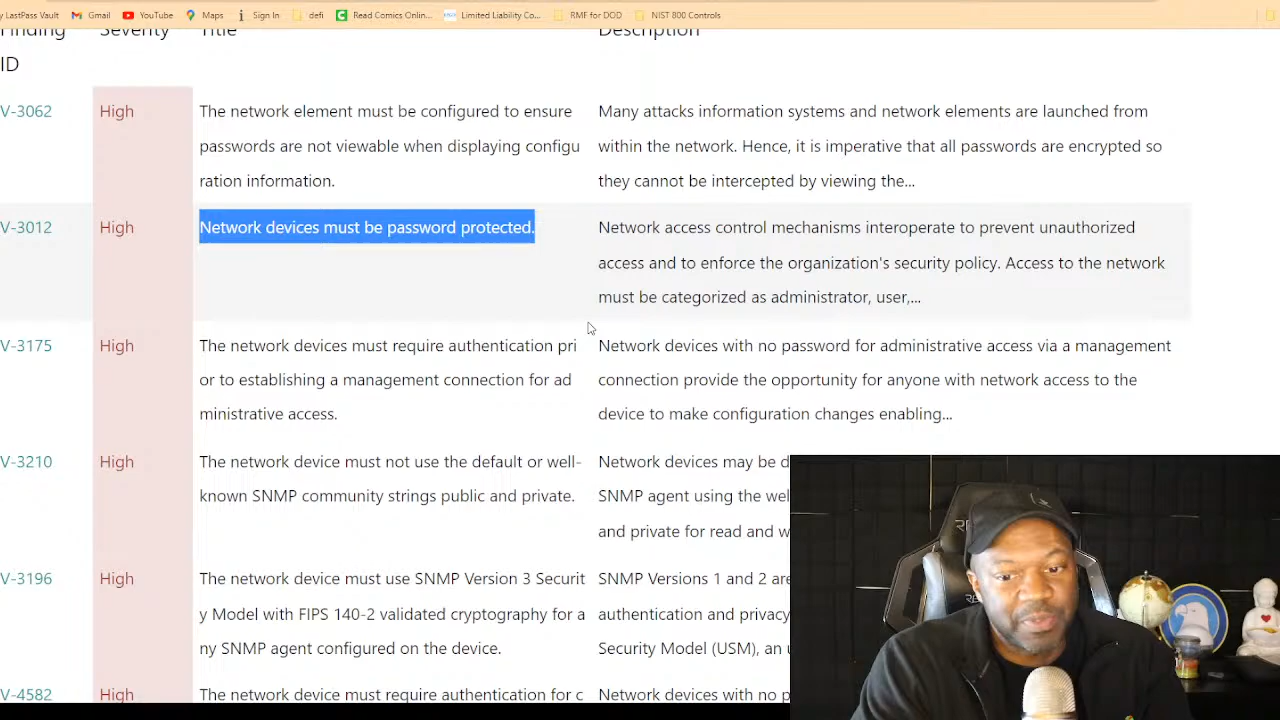 y LastPass Vault Gmail YouTube Maps Sign In defi Read Comics Onlin... Limited Liability Co... RMF for DOD NIST 800 Controls
Finding Severity Title Description
ID
V-3062 High The network element must be configured to ensure Many attacks information systems and network elements are launched from
passwords are not viewable when displaying configu within the network. Hence, it is imperative that all passwords are encrypted so
ration information. they cannot be intercepted by viewing the...
V-3012 High Network devices must be password protected. Network access control mechanisms interoperate to prevent unauthorized
access and to enforce the organization's security policy. Access to the network
must be categorized as administrator, user,...
V-3175 High The network devices must require authentication pri Network devices with no password for administrative access via a management
or to establishing a management connection for ad connection provide the opportunity for anyone with network access to the
ministrative access. device to make configuration changes enabling...
V-3210 High The network device must not use the default or well- Network devices may be d
known SNMP community strings public and private. SNMP agent using the wel
and private for read and w
V-3196 High The network device must use SNMP Version 3 Securit SNMP Versions 1 and 2 are
y Model with FIPS 140-2 validated cryptography for a authentication and privacy
ny SNMP agent configured on the device. Security Model (USM), an u
V-4582 High The network device must require authentication for c Network devices with no p